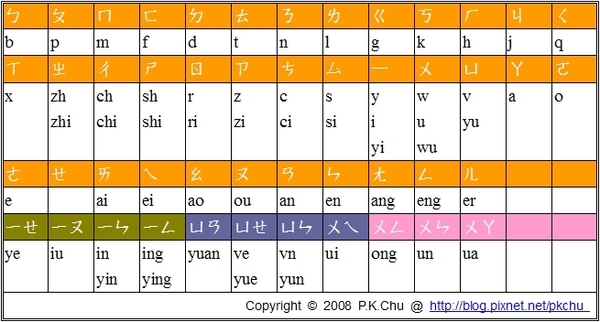 ㄅ ㄆ ㄇ ㄈ ㄉ ㄊ ㄋ ㄌ ㄍ ㄎ ㄏ ㄐ ㄑ
b p m f d t n l g k h j q
ㄒ ㄓ ㄔ ㄕ ㄖ ㄗ ㄘ ㄙ ㄧ ㄨ ㄩ ㄚ ㄛ
x zh ch sh r z c s y w v a o
zhi chi shi ri zi ci si i u yu
yi wu
ㄜ ㄝ ㄞ ㄟ ㄠ ㄡ ㄢ ㄣ ㄤ ㄥ ㄦ
e ai ei ao ou an en ang eng er
ㄧㄝ ㄧㄡ ㄧㄣ ㄧㄥ ㄩㄢ ㄩㄝ ㄩㄣ ㄨㄟ ㄨㄥ ㄨㄣ ㄨㄚ
ye iu in ing yuan ve vn ui ong un ua
yin ying yue yun
Copyright © 2008 P.K.Chu @ http://blog.pixnet.net/pkchu